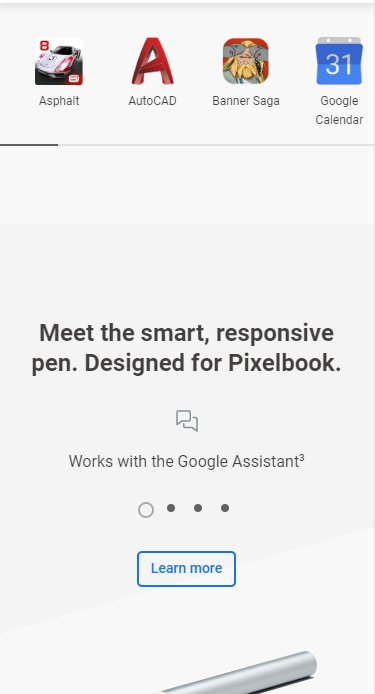 8
31
Asphalt
AutoCAD
Banner Saga
Google
Calendar
Meet the smart, responsive
pen. Designed for Pixelbook.
Works with the Google Assistant³
Learn more